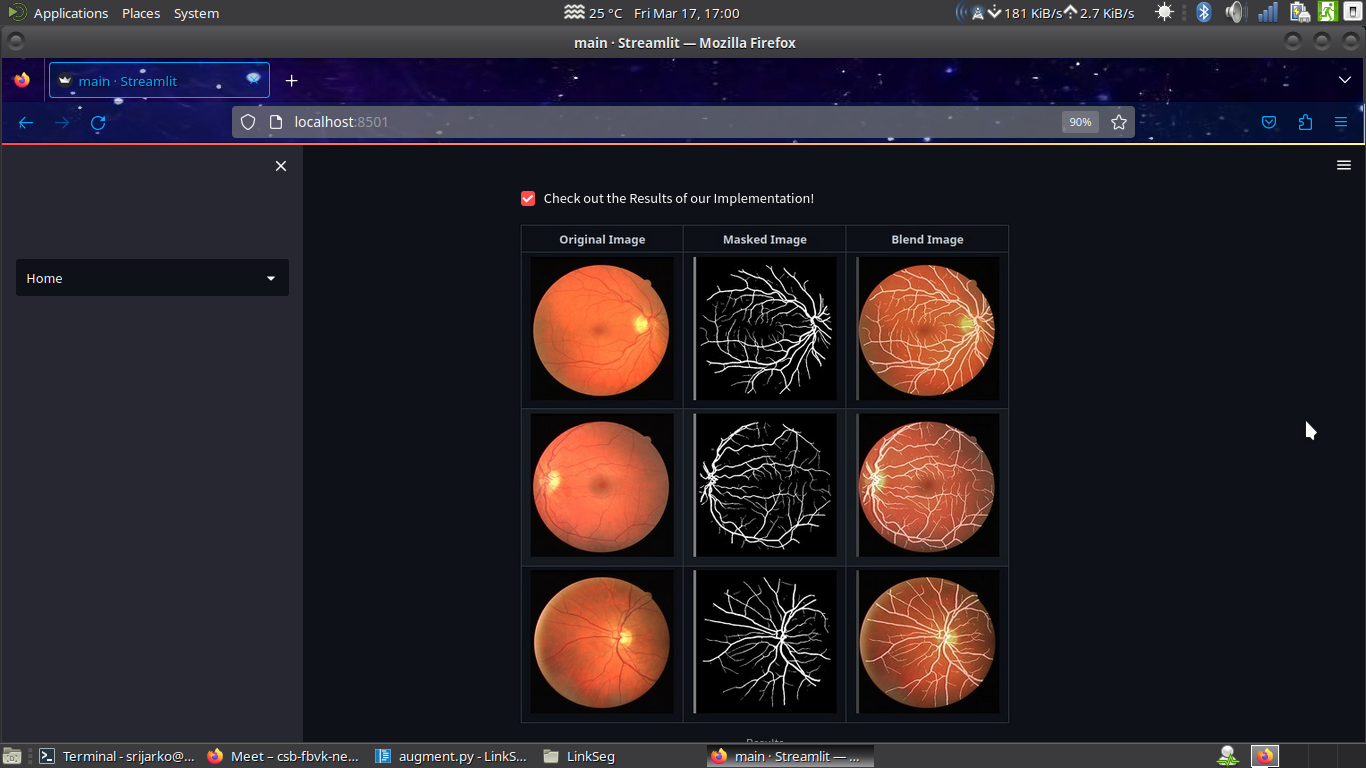 Applications Places System 25 °C Fri Mar 17, 17:00 181 KiB/s 2.7 KiB/s
main · Streamlit — Mozilla Firefox
main · Streamlit
localhost:8501 90%
Check out the Results of our Implementation!
Home
Original Image Masked Image Blend Image
Results
Terminal - srijarko@... Meet – csb-fbvk-ne... augment.py - LinkS... LinkSeg main · Streamlit — ...